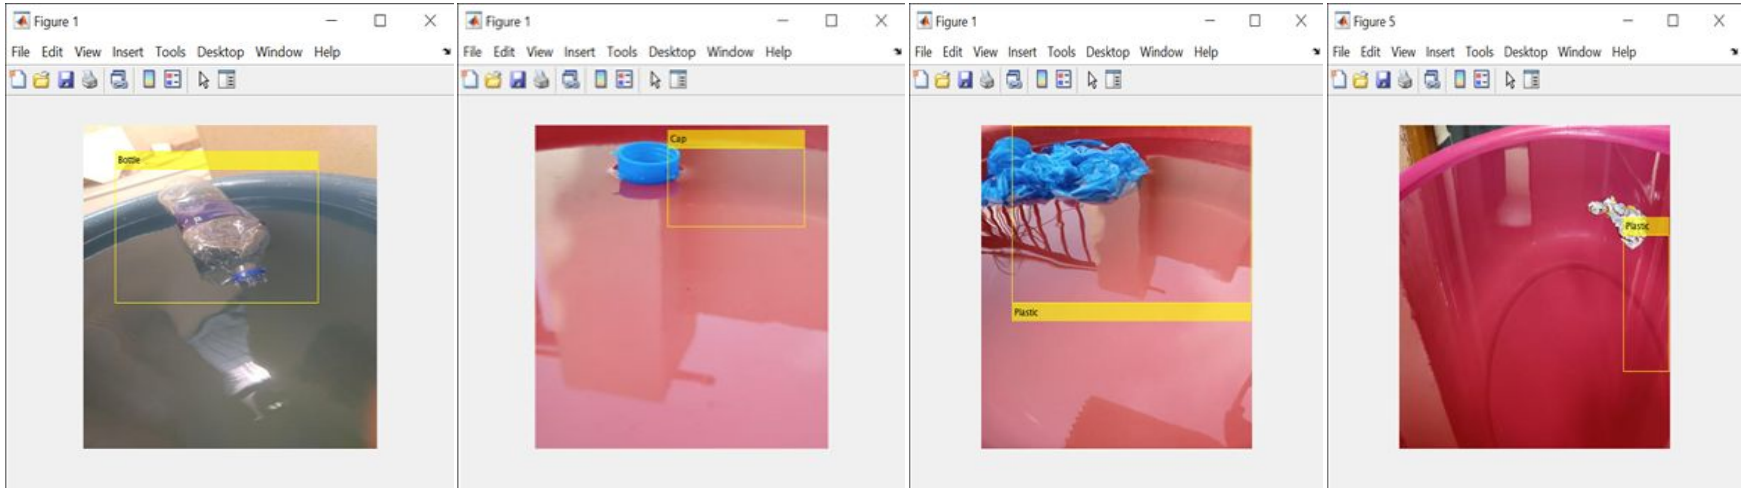 Figure 1
File Edit View Insert Tools Desktop Window Help
Bottle
Figure 1
File Edit View Insert Tools Desktop Window Help
Cap
Figure 1
File Edit View Insert Tools Desktop Window Help
Plastic
Figure 5
File Edit View Insert Tools Desktop Window Help
Plastic